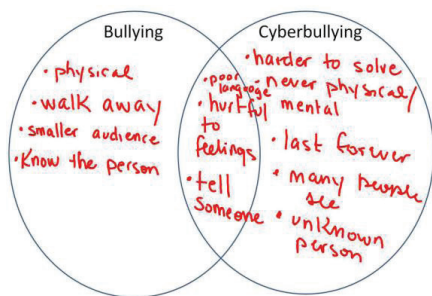 Bullying
Cyberbullying
• physical
• walk away
• smaller audience
• Know the person
• poor
language
• hurtful
to
feelings
• tell
someone
• harder to solve
• never physical/
mental
• last forever
• many people
see
• unknown
person